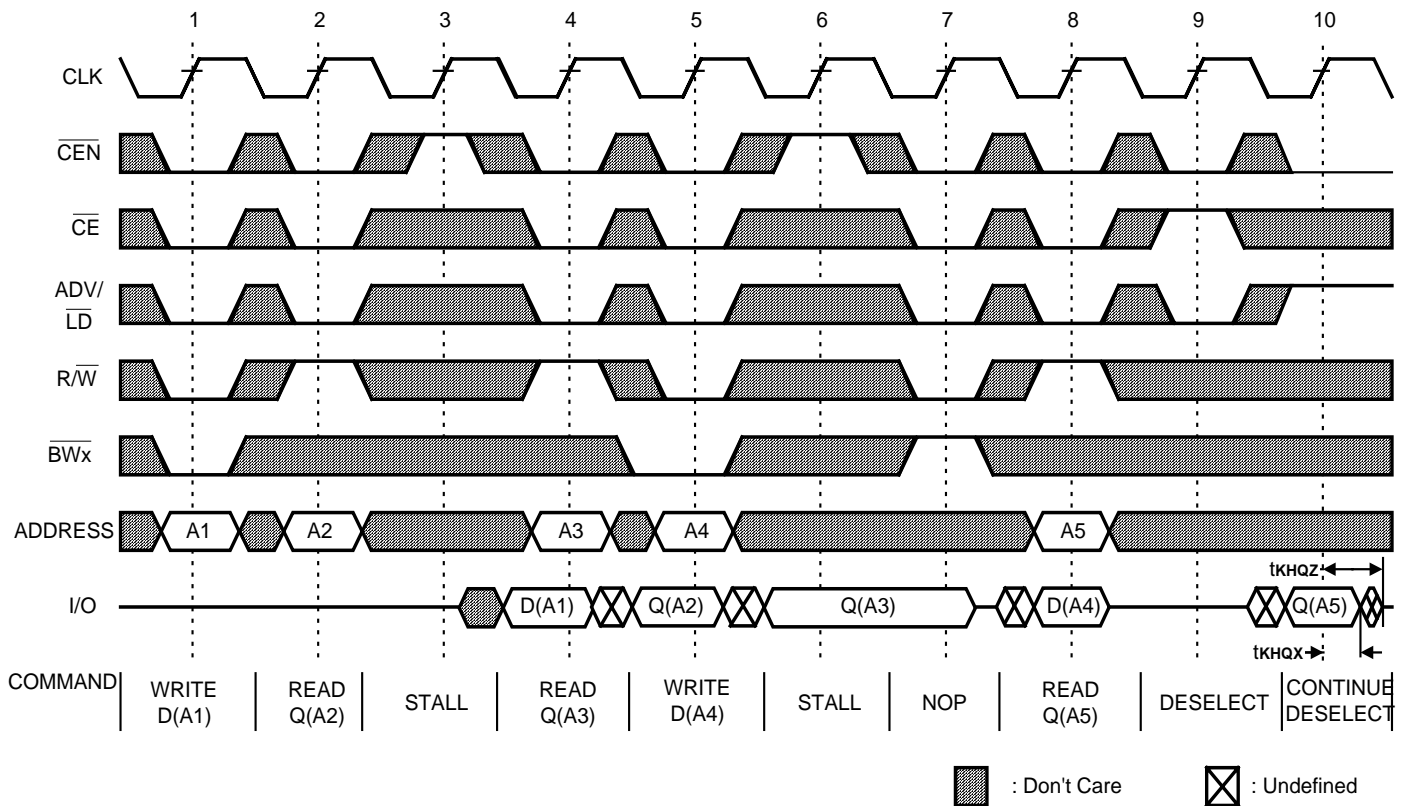 1 2 3 4 5 6 7 8 9 10
CLK
CEN
CE
ADV/
LD
R/W
BWx
ADDRESS A1 A2 A3 A4 A5
tKHQZ
I/O D(A1) Q(A2) Q(A3) D(A4) Q(A5)
tKHQX
COMMAND WRITE D(A1) READ Q(A2) STALL READ Q(A3) WRITE D(A4) STALL NOP READ Q(A5) DESELECT CONTINUE DESELECT
: Don't Care : Undefined